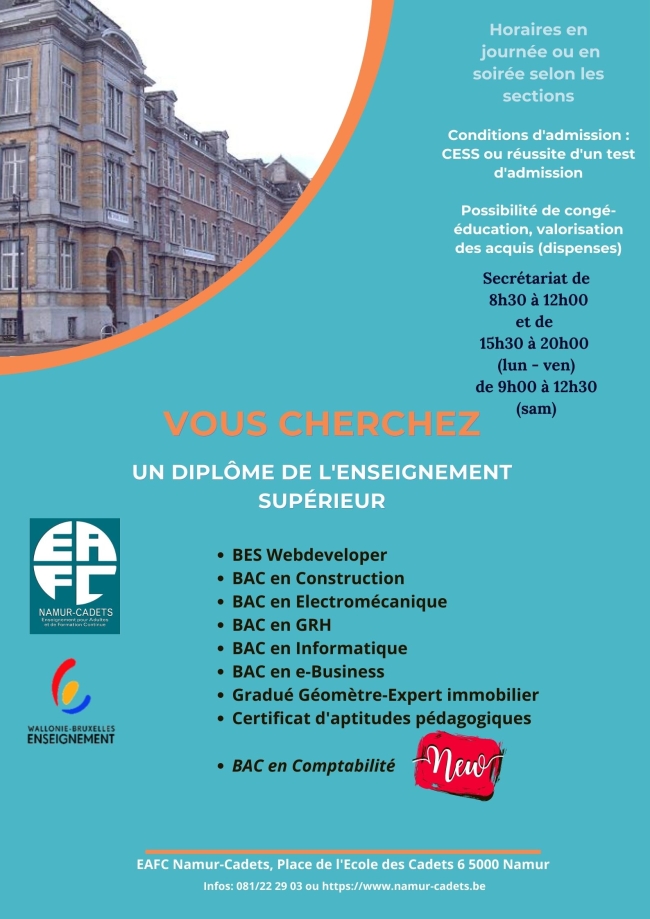 Horaires en
journée ou en
soirée selon les
sections
Conditions d'admission :
CESS ou réussite d'un test
d'admission
Possibilité de congé-
éducation, valorisation
des acquis (dispenses)
Secrétariat de
8h30 à 12h00
et de
15h30 à 20h00
(lun - ven)
de 9h00 à 12h30
(sam)
VOUS CHERCHEZ
UN DIPLÔME DE L'ENSEIGNEMENT
SUPÉRIEUR
EAFC
NAMUR-CADETS
Enseignement pour Adultes
et de Formation Continue
WALLONIE-BRUXELLES
ENSEIGNEMENT
• BES Webdeveloper
• BAC en Construction
• BAC en Electromécanique
• BAC en GRH
• BAC en Informatique
• BAC en e-Business
• Gradué Géomètre-Expert immobilier
• Certificat d'aptitudes pédagogiques
• BAC en Comptabilité
New
EAFC Namur-Cadets, Place de l'Ecole des Cadets 6 5000 Namur
Infos: 081/22 29 03 ou https://www.namur-cadets.be